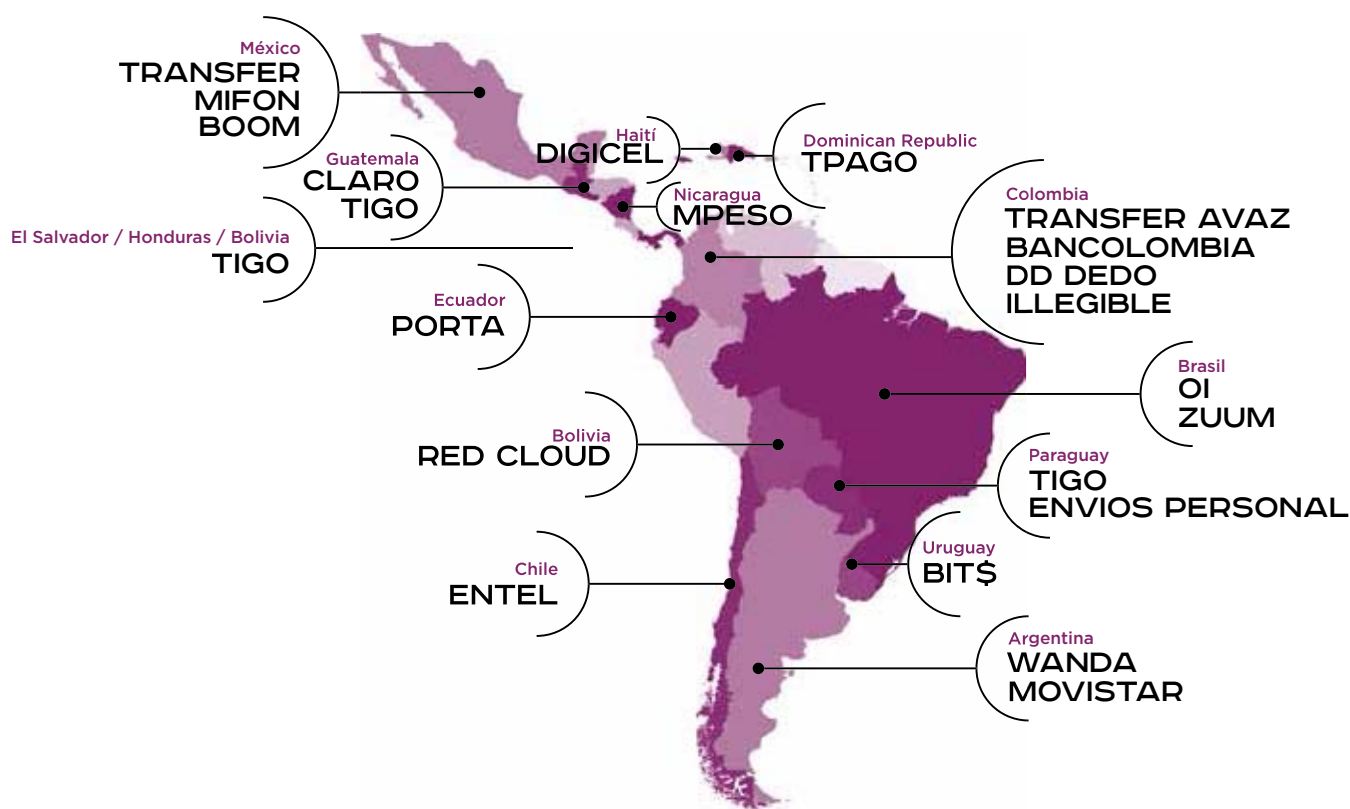 México
TRANSFER
MIFON
BOOM
Haití
DIGICEL
Dominican Republic
TPAGO
Guatemala
CLARO
TIGO
Nicaragua
MPESO
Colombia
TRANSFER AVAZ
BANCOLOMBIA
DD DEDO
ILLEGIBLE
El Salvador / Honduras / Bolivia
TIGO
Ecuador
PORTA
Brasil
OI
ZUUM
Bolivia
RED CLOUD
Paraguay
TIGO
ENVIOS PERSONAL
Uruguay
BIT$
Chile
ENTEL
Argentina
WANDA
MOVISTAR